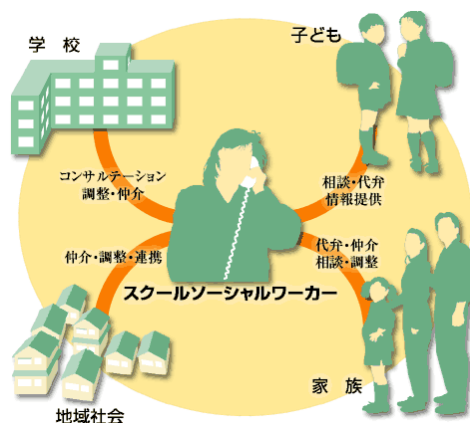 学校
子ども
コンサルテーション
調整・仲介
相談・代弁
情報提供
仲介・調整・連携
代弁・仲介
相談・調整
スクールソーシャルワーカー
家族
地域社会